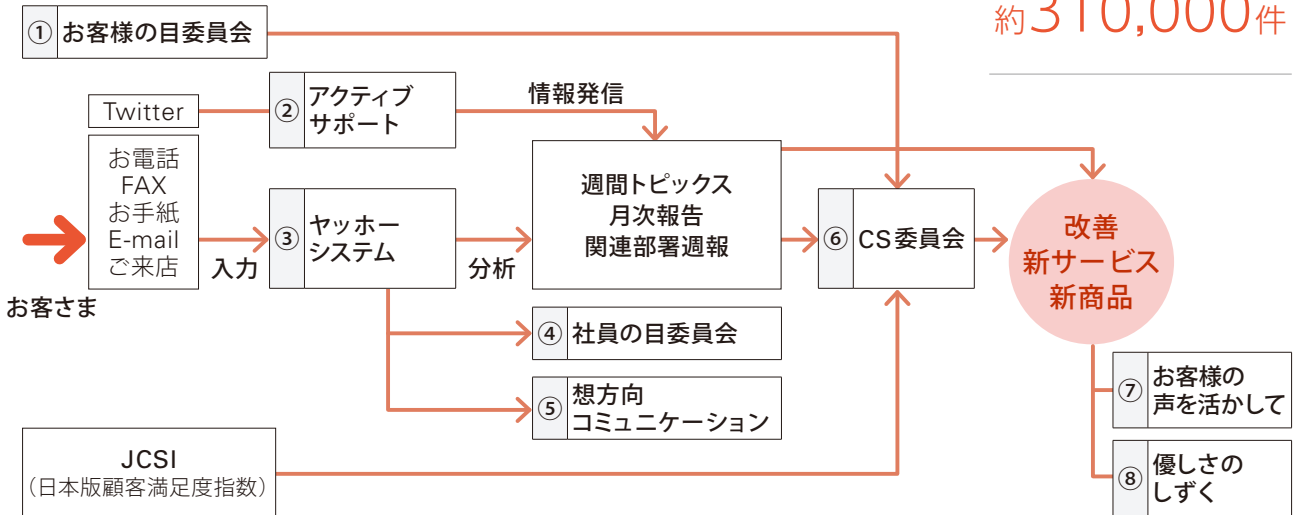 約310,000件
① お客様の目委員会
Twitter
② アクティブ
サポート
情報発信
お電話
FAX
お手紙
E-mail
ご来店
お客さま
入力
③ ヤッホー
システム
分析
週間トピックス
月次報告
関連部署週報
④ 社員の目委員会
⑤ 想方向
コミュニケーション
⑥ CS委員会
改善
新サービス
新商品
⑦ お客様の
声を活かして
⑧ 優しさの
しずく
JCSI
（日本版顧客満足度指数）